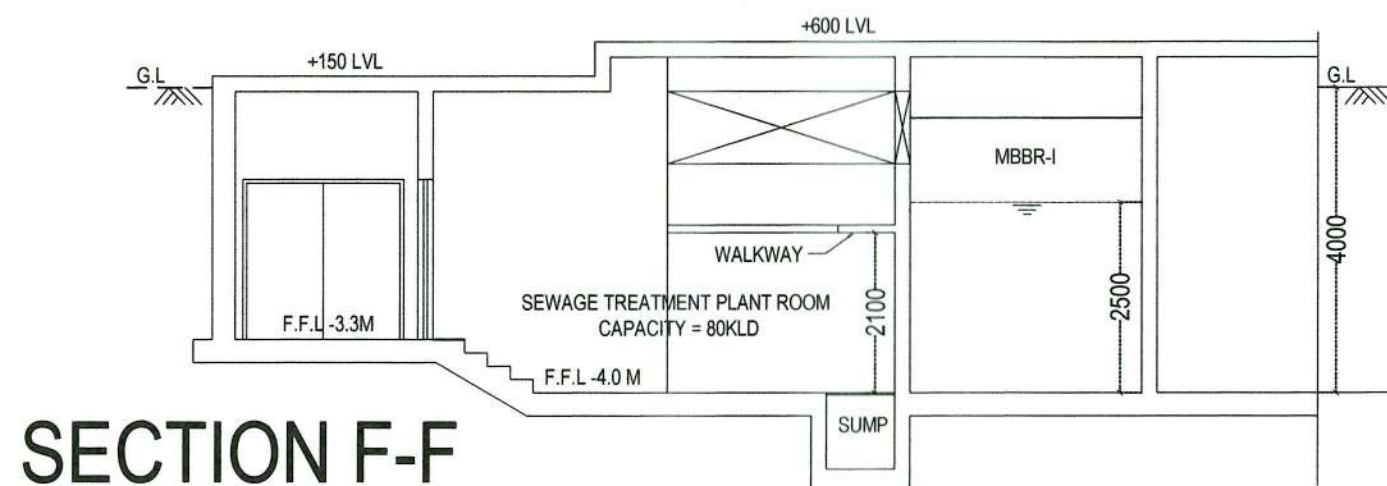 +600 LVL
+150 LVL
G.L
G.L
MBBR-I
4000
WALKWAY
2100
2500
SEWAGE TREATMENT PLANT ROOM
CAPACITY = 80KLD
F.F.L -3.3M
F.F.L -4.0 M
SUMP
SECTION F-F